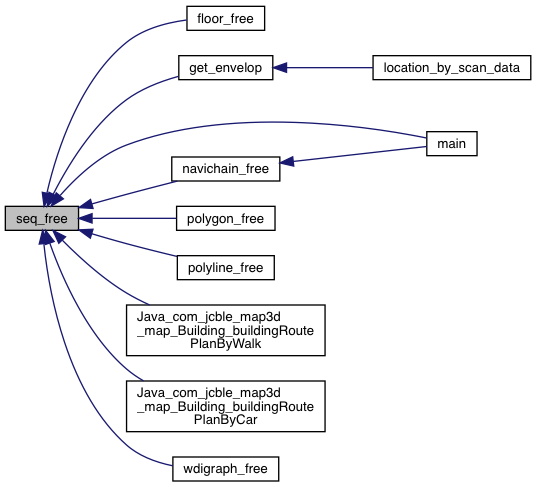 floor_free
get_envelop
location_by_scan_data
main
navichain_free
seq_free
polygon_free
polyline_free
Java_com_jcble_map3d
_map_Building_buildingRoute
PlanByWalk
Java_com_jcble_map3d
_map_Building_buildingRoute
PlanByCar
wdigraph_free